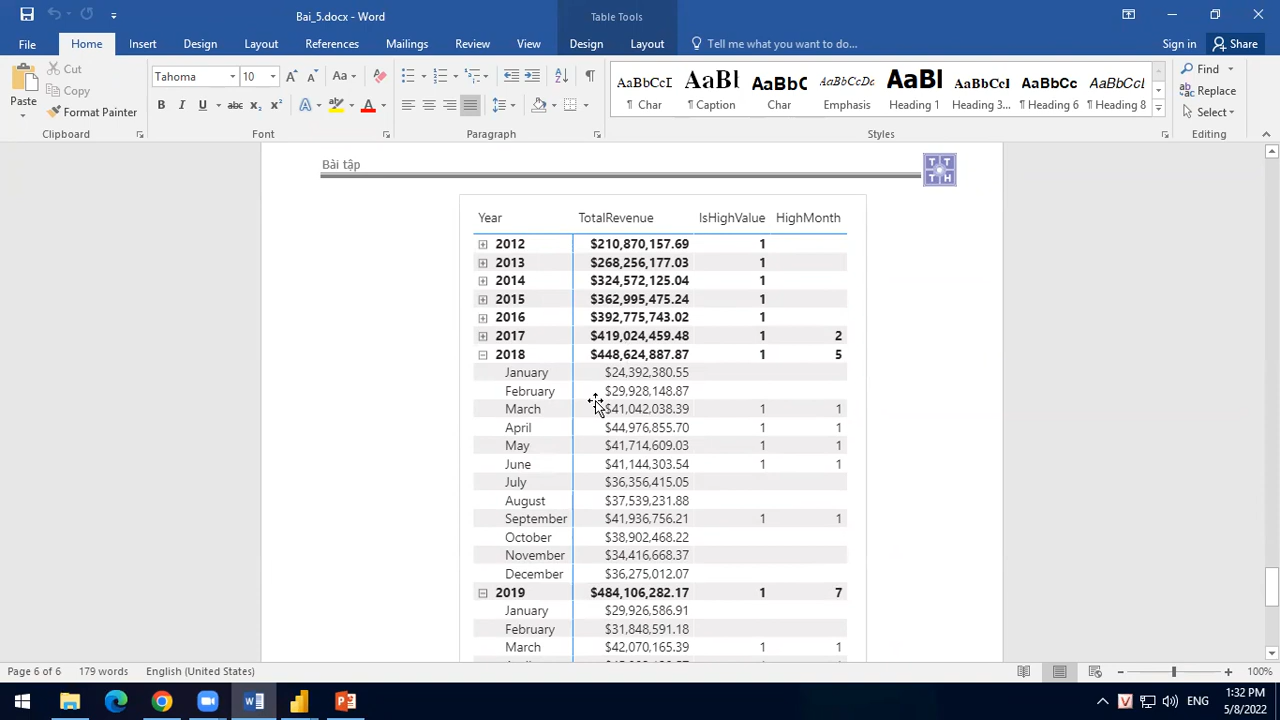 Bai_5.docx - Word
Table Tools
File Home Insert Design Layout References Mailings Review View Design Layout Tell me what you want to do... Sign in Share
Paste
Cut
Copy
Format Painter
Clipboard
Tahoma 10
Font
Paragraph
AaBbCcI AaBl AaBbC AaBbCcDc AaBl AaBbCcI AaBbCc AaBbCcl
¶ Char ¶ Caption Char Emphasis Heading 1 Heading 3... ¶ Heading 6 ¶ Heading 8
Styles
Find
Replace
Select
Editing
Bài tập
T T
T H
Year TotalRevenue IsHighValue HighMonth
2012 $210,870,157.69 1
2013 $268,256,177.03 1
2014 $324,572,125.04 1
2015 $362,995,475.24 1
2016 $392,775,743.02 1
2017 $419,024,459.48 1 2
2018 $448,624,887.87 1 5
January $24,392,380.55
February $29,928,148.87
March $41,042,038.39 1 1
April $44,976,855.70 1 1
May $41,714,609.03 1 1
June $41,144,303.54 1 1
July $36,356,415.05
August $37,539,231.88
September $41,936,756.21 1 1
October $38,902,468.22
November $34,416,668.37
December $36,275,012.07
2019 $484,106,282.17 1 7
January $29,926,586.91
February $31,848,591.18
March $42,070,165.39 1 1
Page 6 of 6 179 words English (United States) 100%
ENG
1:32 PM
5/8/2022